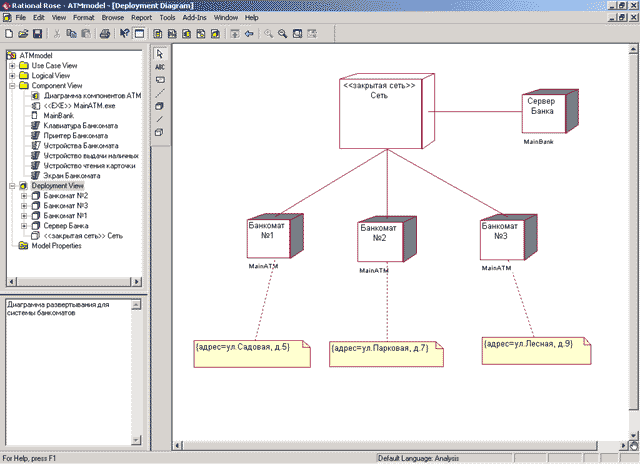 Rational Rose - ATMmodel - [Deployment Diagram]
File Edit View Format Browse Report Tools Add-Ins Window Help
ATMmodel
Use Case View
Logical View
Component View
Диаграмма компонентов ATM
<<EXE>> MainATM.exe
MainBank
Клавиатура Банкомата
Принтер Банкомата
Устройства Банкомата
Устройство выдачи наличных
Устройство чтения карточки
Экран Банкомата
Deployment View
Банкомат №2
Банкомат №3
Банкомат №1
Сервер Банка
<<закрытая сеть>> Сеть
Model Properties
Диаграмма развертывания для
системы банкоматов
ABC
<<закрытая сеть>>
Сеть
Сервер
Банка
MainBank
Банкомат
№1
MainATM
Банкомат
№2
MainATM
Банкомат
№3
MainATM
{адрес=ул.Садовая, д.5}
{адрес=ул.Парковая, д.7}
{адрес=ул.Лесная, д.9}
For Help, press F1
Default Language: Analysis